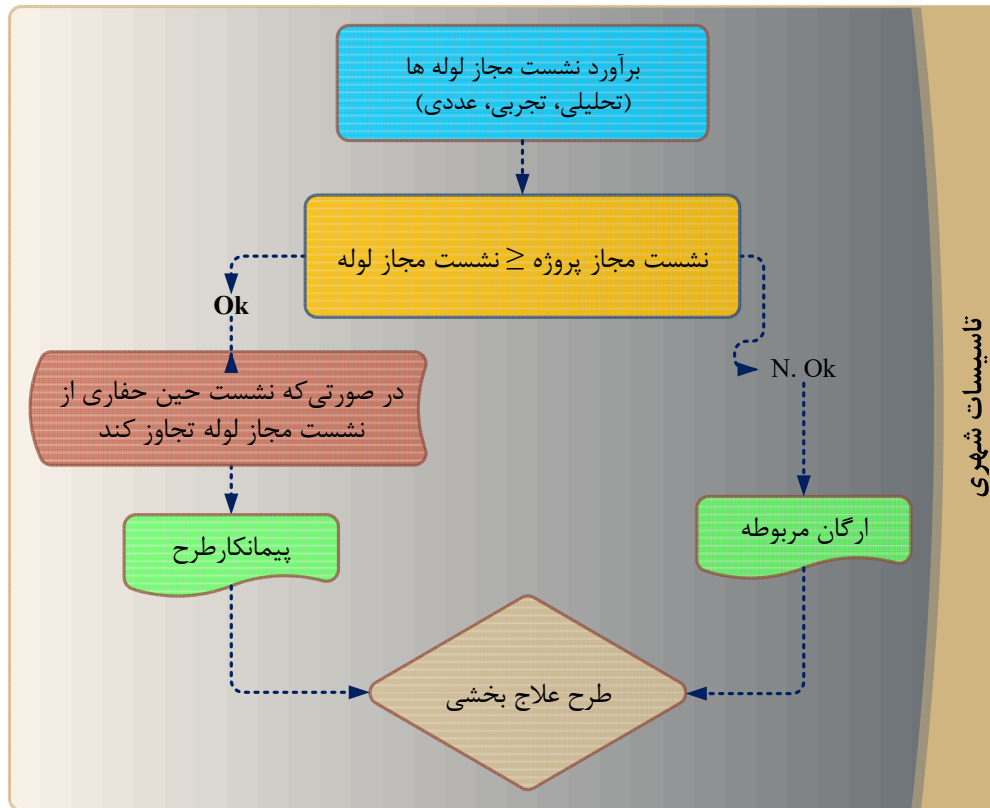 برآورد نشست مجاز لوله ها
(تحلیلی، تجربی، عددی)
نشست مجاز پروژه ≥ نشست مجاز لوله
Ok
N. Ok
در صورتی‌که نشست حین حفاری از
نشست مجاز لوله تجاوز کند
پیمانکارطرح
ارگان مربوطه
طرح علاج بخشی
تاسیسات شهری